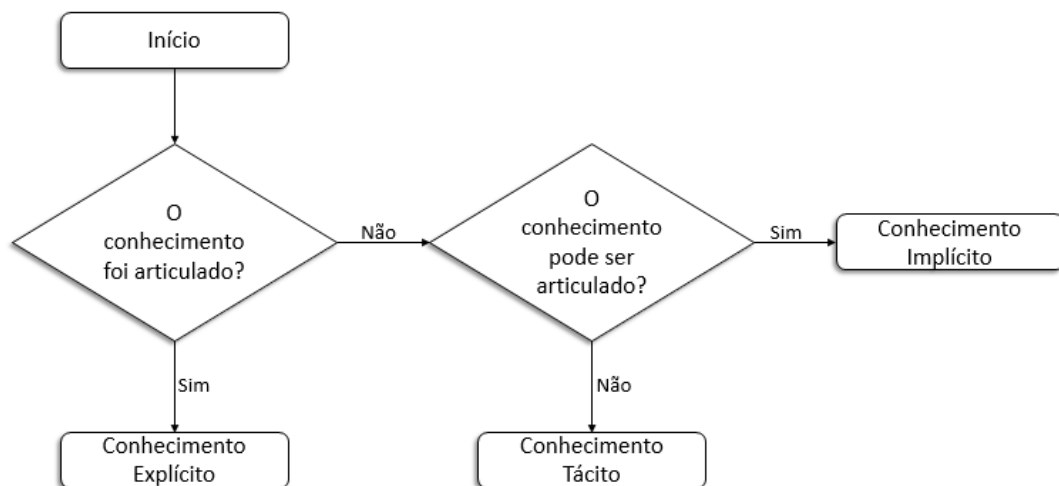 Início
O
conhecimento
foi articulado?
Não
O
conhecimento
pode ser
articulado?
Sim
Conhecimento
Implícito
Sim
Não
Conhecimento
Explícito
Conhecimento
Tácito